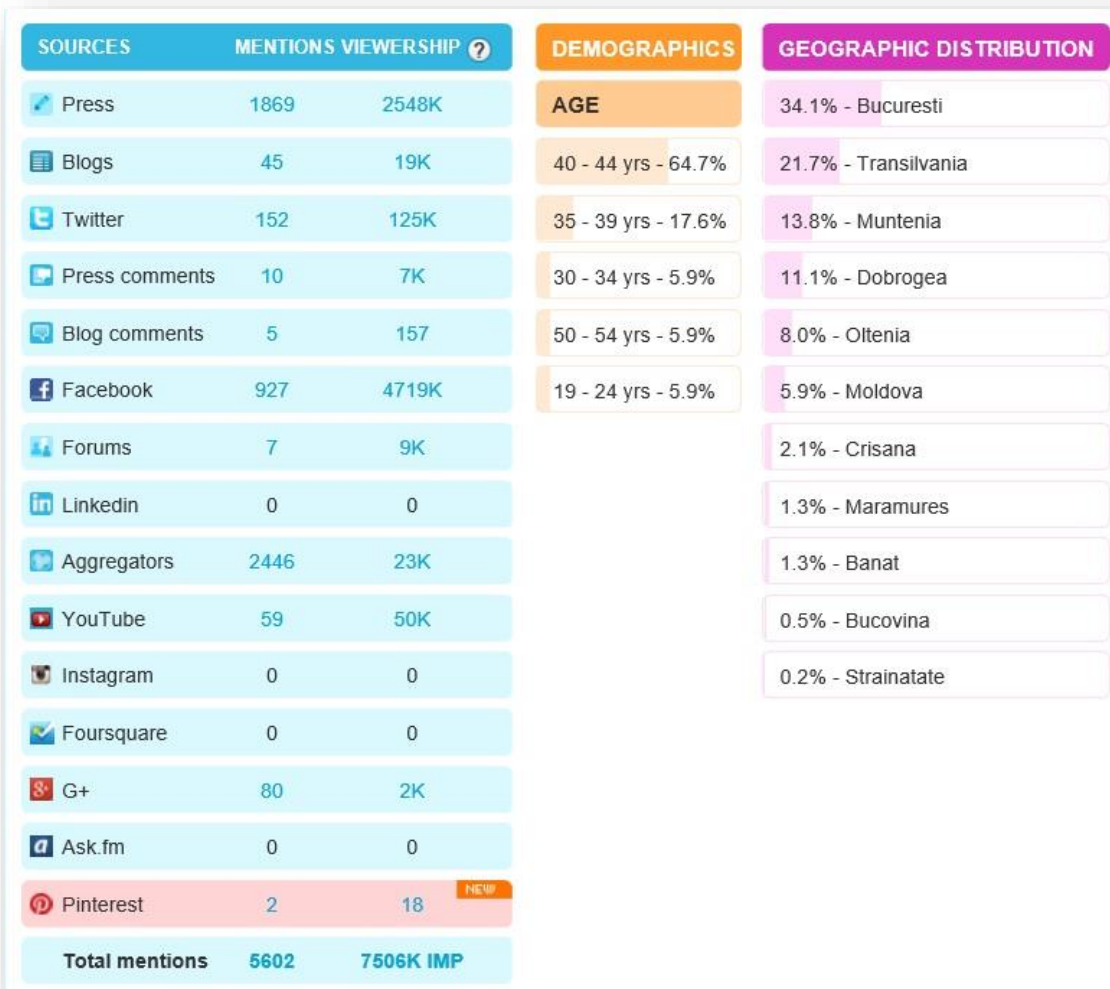 SOURCES MENTIONS VIEWERSHIP ?
Press 1869 2548K
Blogs 45 19K
Twitter 152 125K
Press comments 10 7K
Blog comments 5 157
Facebook 927 4719K
Forums 7 9K
Linkedin 0 0
Aggregators 2446 23K
YouTube 59 50K
Instagram 0 0
Foursquare 0 0
G+ 80 2K
Ask.fm 0 0
NEW
Pinterest 2 18
Total mentions 5602 7506K IMP
DEMOGRAPHICS
AGE
40 - 44 yrs - 64.7%
35 - 39 yrs - 17.6%
30 - 34 yrs - 5.9%
50 - 54 yrs - 5.9%
19 - 24 yrs - 5.9%
GEOGRAPHIC DISTRIBUTION
34.1% - Bucuresti
21.7% - Transilvania
13.8% - Muntenia
11.1% - Dobrogea
8.0% - Oltenia
5.9% - Moldova
2.1% - Crisana
1.3% - Maramures
1.3% - Banat
0.5% - Bucovina
0.2% - Strainatate